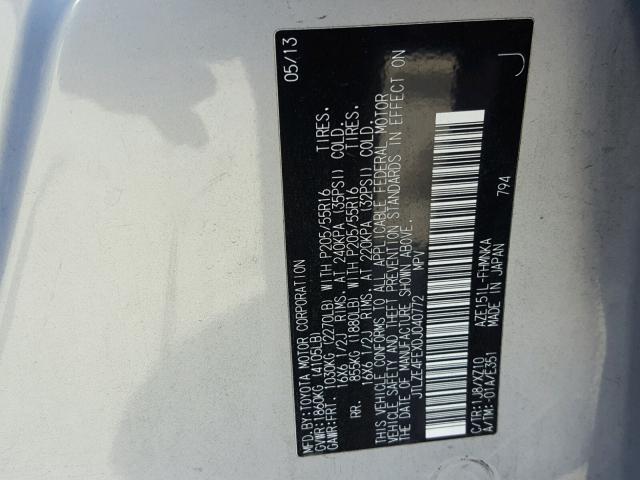 MFD.BY:TOYOTA MOTOR CORPORATION 05/13
GVWR:1860KG (4105LB)
GAWR:FRT. 1030KG (2270LB) WITH P205/55R16 TIRES.
16X6 1/2J RIMS. AT 240KPA (35PSI) COLD.
RR. 855KG (1880LB) WITH P205/55R16 TIRES.
16X6 1/2J RIMS. AT 220KPA (32PSI) COLD.
THIS VEHICLE CONFORMS TO ALL APPLICABLE FEDERAL MOTOR
VEHICLE SAFETY AND THEFT PREVENTION STANDARDS IN EFFECT ON
THE DATE OF MANUFACTURE SHOWN ABOVE.
JTLZE4FEXDJ040772 MPV
J
C/TR:1J8/XZ10 AZE151L-FHMNKA
A/TM:-01A/E351 MADE IN JAPAN 794